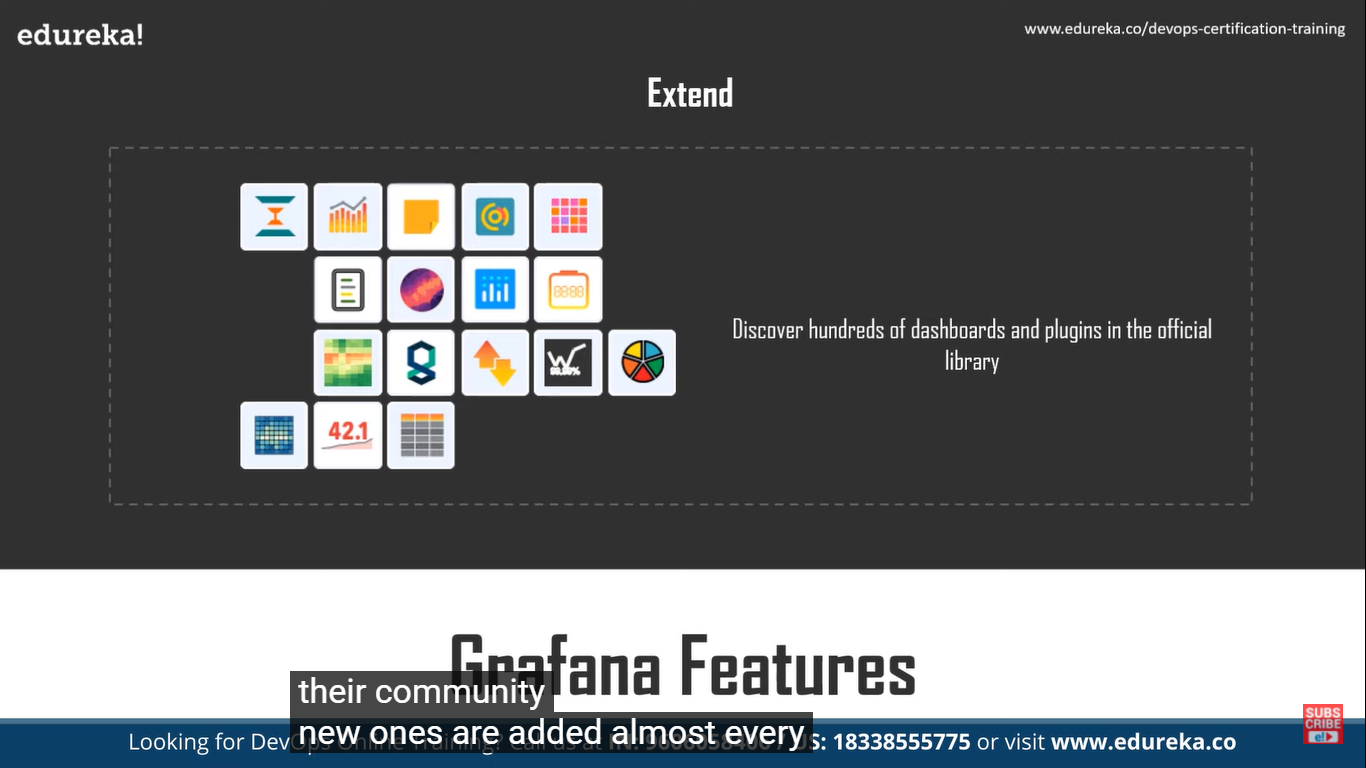 edureka!
www.edureka.co/devops-certification-training
Extend
42.1
Discover hundreds of dashboards and plugins in the official
library
Grafana Features
their community
new ones are added almost every
Looking for DevOps Online Training? Call us at IN: / US: 18338555775 or visit www.edureka.co
SUBS
CRIBE
e!